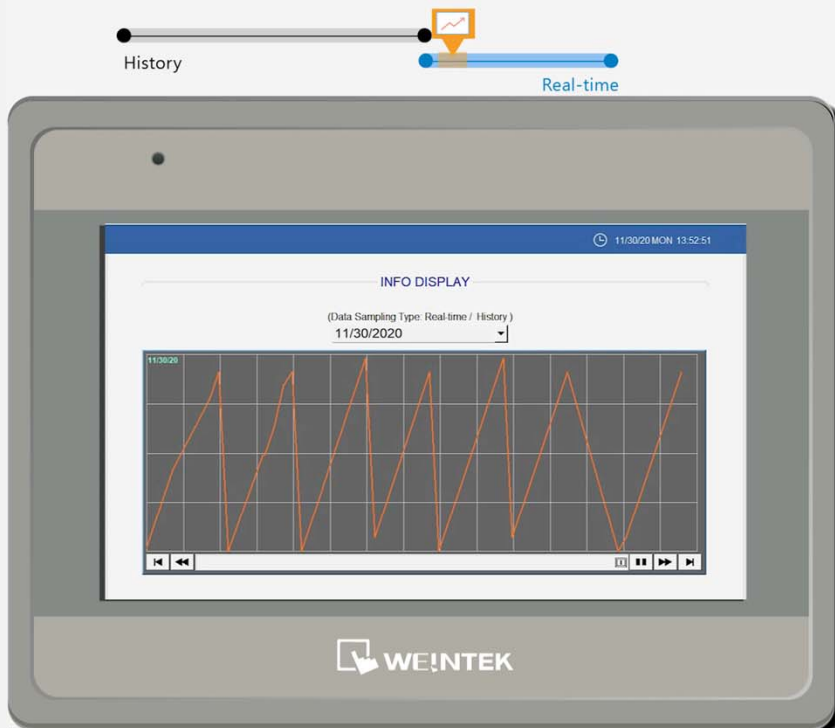 History
Real-time
11/30/20 MON 13:52:51
INFO DISPLAY
(Data Sampling Type: Real-time / History )
11/30/2020
11/30/20
WEINTEK